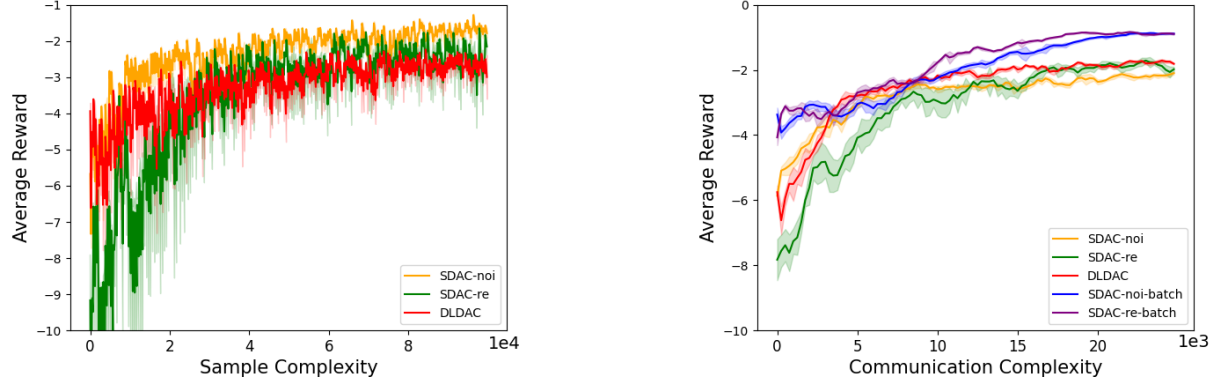 −1
−2
−3
−4
−5
−6
−7
−8
−9
−10
Average Reward
0
2
4
6
8
1e4
Sample Complexity
SDAC-noi
SDAC-re
DLDAC
0
−2
−4
−6
−8
−10
Average Reward
0
5
10
15
20
1e3
Communication Complexity
SDAC-noi
SDAC-re
DLDAC
SDAC-noi-batch
SDAC-re-batch